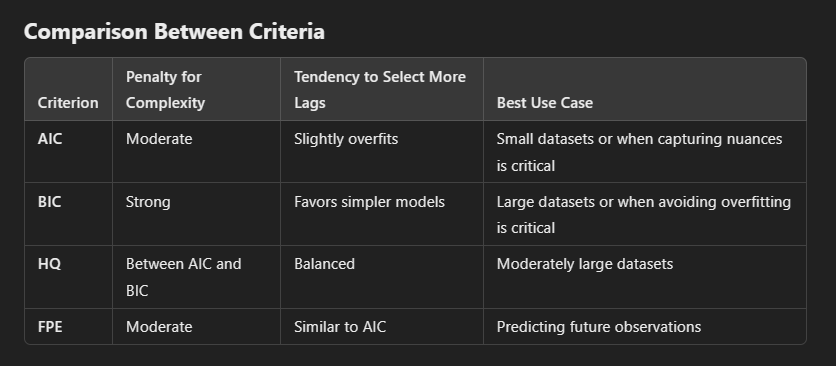 Comparison Between Criteria
Criterion Penalty for Complexity Tendency to Select More Lags Best Use Case
AIC Moderate Slightly overfits Small datasets or when capturing nuances is critical
BIC Strong Favors simpler models Large datasets or when avoiding overfitting is critical
HQ Between AIC and BIC Balanced Moderately large datasets
FPE Moderate Similar to AIC Predicting future observations